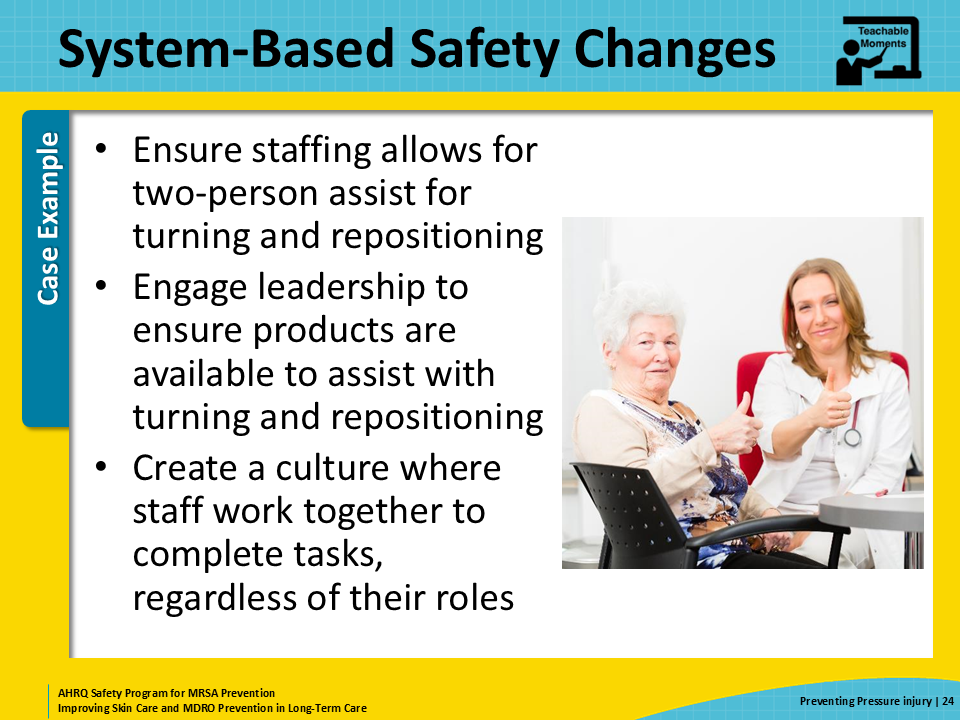 System-Based Safety Changes
Teachable
Moments
Case Example
• Ensure staffing allows for
two-person assist for
turning and repositioning
• Engage leadership to
ensure products are
available to assist with
turning and repositioning
• Create a culture where
staff work together to
complete tasks,
regardless of their roles
AHRQ Safety Program for MRSA Prevention
Improving Skin Care and MDRO Prevention in Long-Term Care
Preventing Pressure injury | 24